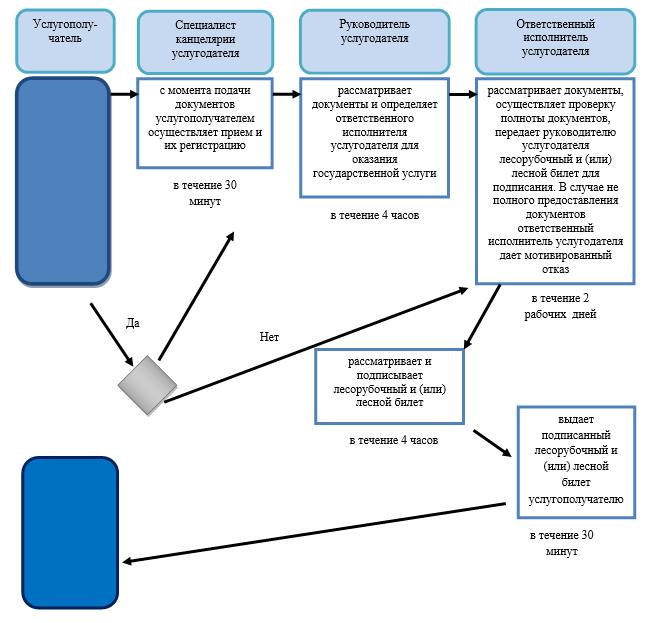 Услугополу-
чатель
Специалист
канцелярии
услугодателя
Руководитель
услугодателя
Ответственный
исполнитель
услугодателя
с момента подачи
документов
услугополучателем
осуществляет прием и
их регистрацию
в течение 30
минут
рассматривает
документы и определяет
ответственного
исполнителя
услугодателя для
оказания
государственной услуги
в течение 4 часов
рассматривает документы,
осуществляет проверку
полноты документов,
передает руководителю
услугодателя
лесорубочный и (или)
лесной билет для
подписания. В случае не
полного предоставления
документов
ответственный
исполнитель услугодателя
дает мотивированный
отказ
в течение 2
рабочих дней
Да
Нет
рассматривает и
подписывает
лесорубочный и (или)
лесной билет
в течение 4 часов
выдает
подписанный
лесорубочный и
(или) лесной
билет
услугополучателю
в течение 30
минут